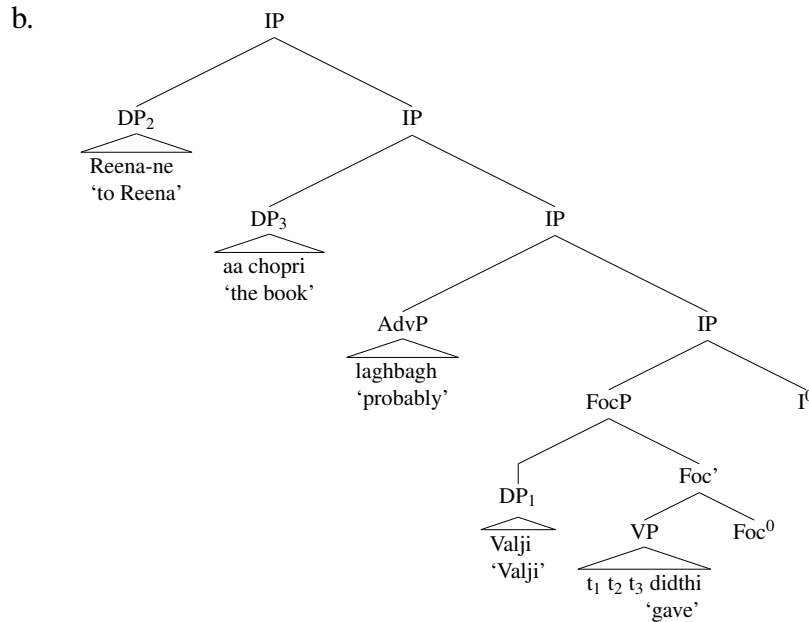 b.
IP
DP₂ IP
Reena-ne
‘to Reena’
DP₃ IP
aa chopri
‘the book’
AdvP IP
laghbagh
‘probably’
FocP I⁰
DP₁ Foc’
Valji
‘Valji’
VP Foc⁰
t₁ t₂ t₃ didthi
‘gave’